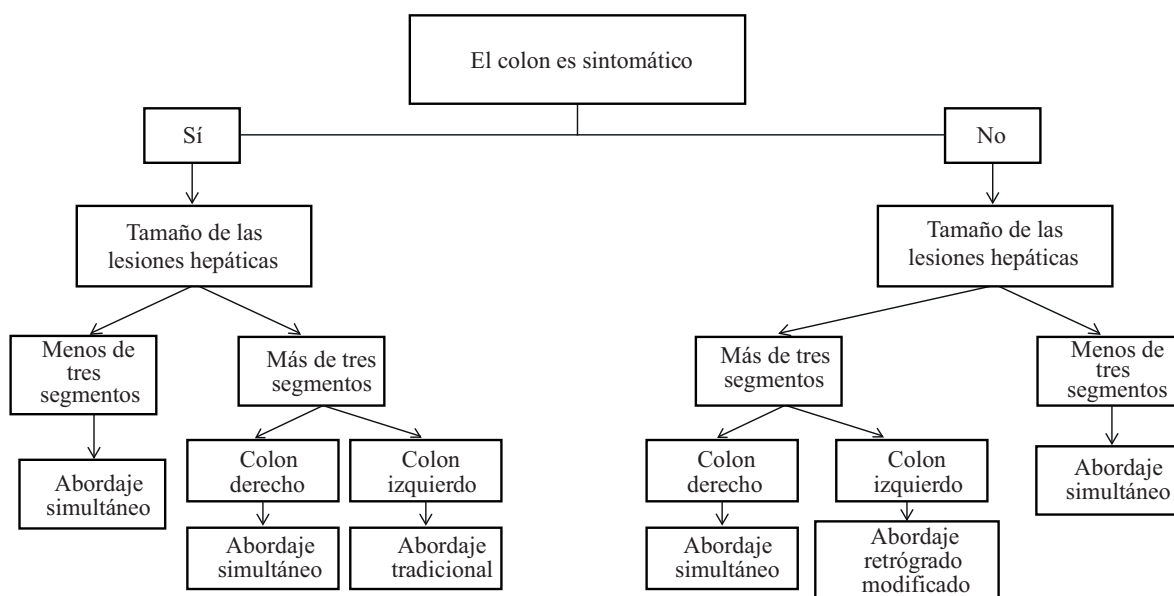 El colon es sintomático
Sí
No
Tamaño de las
lesiones hepáticas
Tamaño de las
lesiones hepáticas
Menos de
tres
segmentos
Más de tres
segmentos
Más de tres
segmentos
Menos de
tres
segmentos
Abordaje
simultáneo
Colon
derecho
Colon
izquierdo
Colon
derecho
Colon
izquierdo
Abordaje
simultáneo
Abordaje
simultáneo
Abordaje
tradicional
Abordaje
simultáneo
Abordaje
retrógrado
modificado